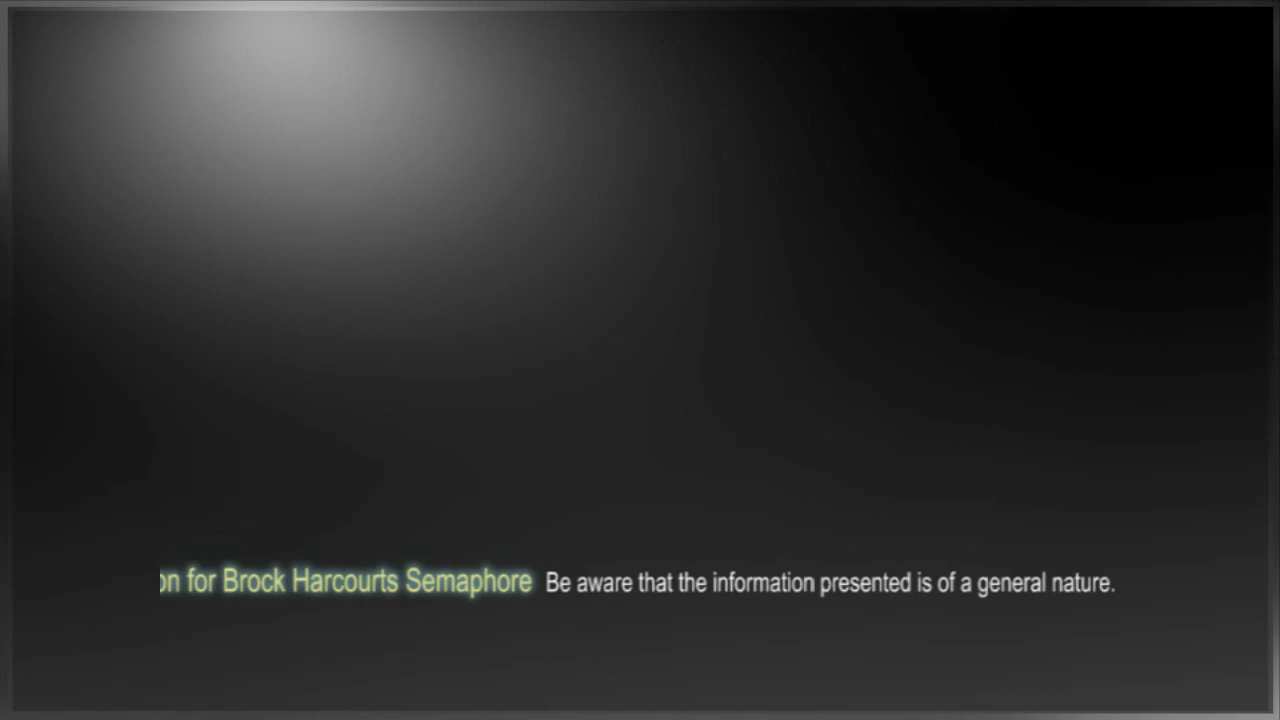 on for Brock Harcourts Semaphore Be aware that the information presented is of a general nature.